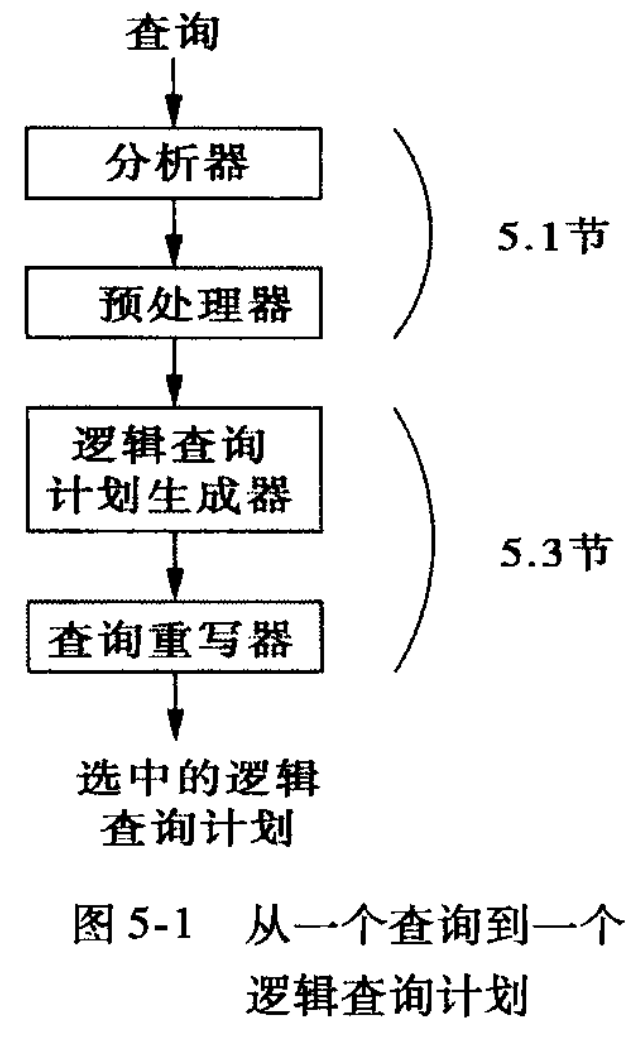 查询
分析器
5.1节
预处理器
逻辑查询
计划生成器
5.3节
查询重写器
选中的逻辑
查询计划
图 5-1 从一个查询到一个
逻辑查询计划